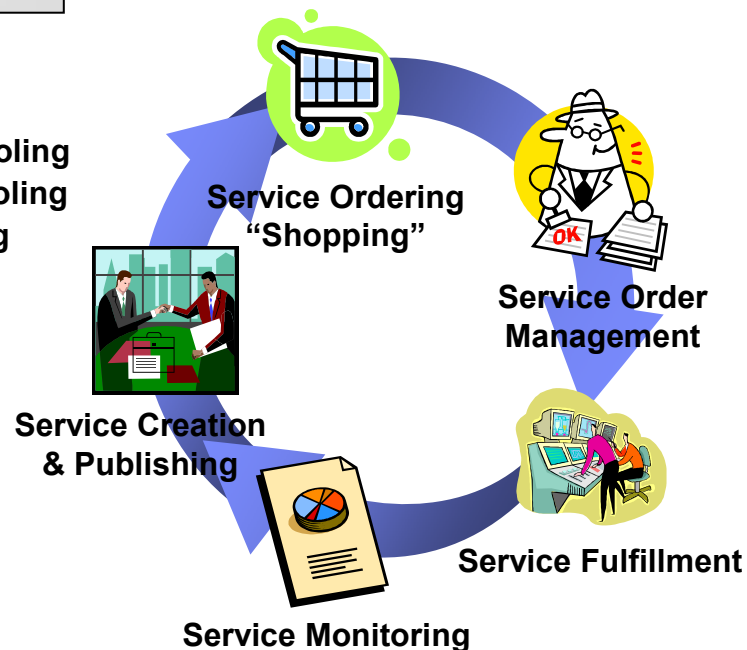 Service Ordering
“Shopping”
OK
Service Order
Management
Service Creation
& Publishing
Service Fulfillment
Service Monitoring